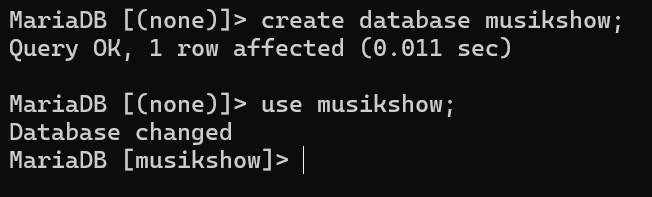 MariaDB [(none)]> create database musikshow;
Query OK, 1 row affected (0.011 sec)
MariaDB [(none)]> use musikshow;
Database changed
MariaDB [musikshow]>